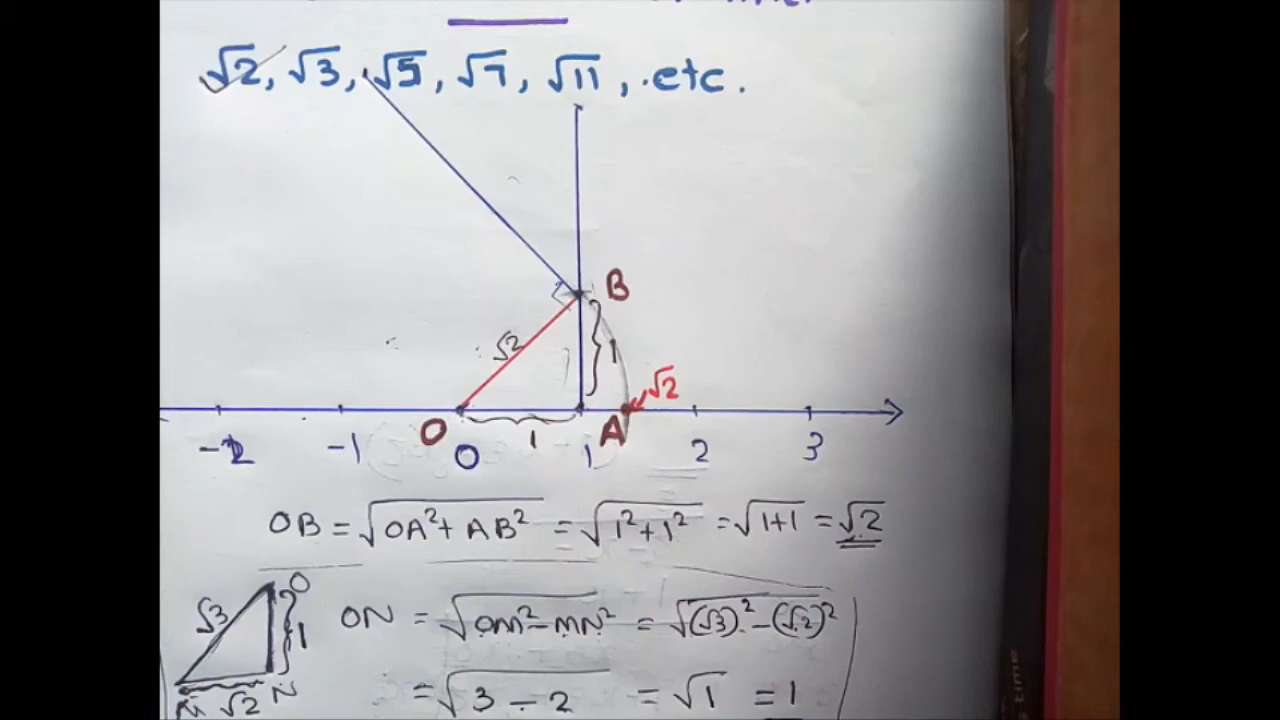 √2, √3, √5, √7, √11, etc.
B
√2
1
√2
O
1
A
-2 -1 0 1 2 3
OB = √OA²+AB² = √1²+1² = √1+1 = √2
O
√3
1
ON = √OM²-MN² = √(√3)²-(√2)²
M √2 N
= √3-2 = √1 = 1
time